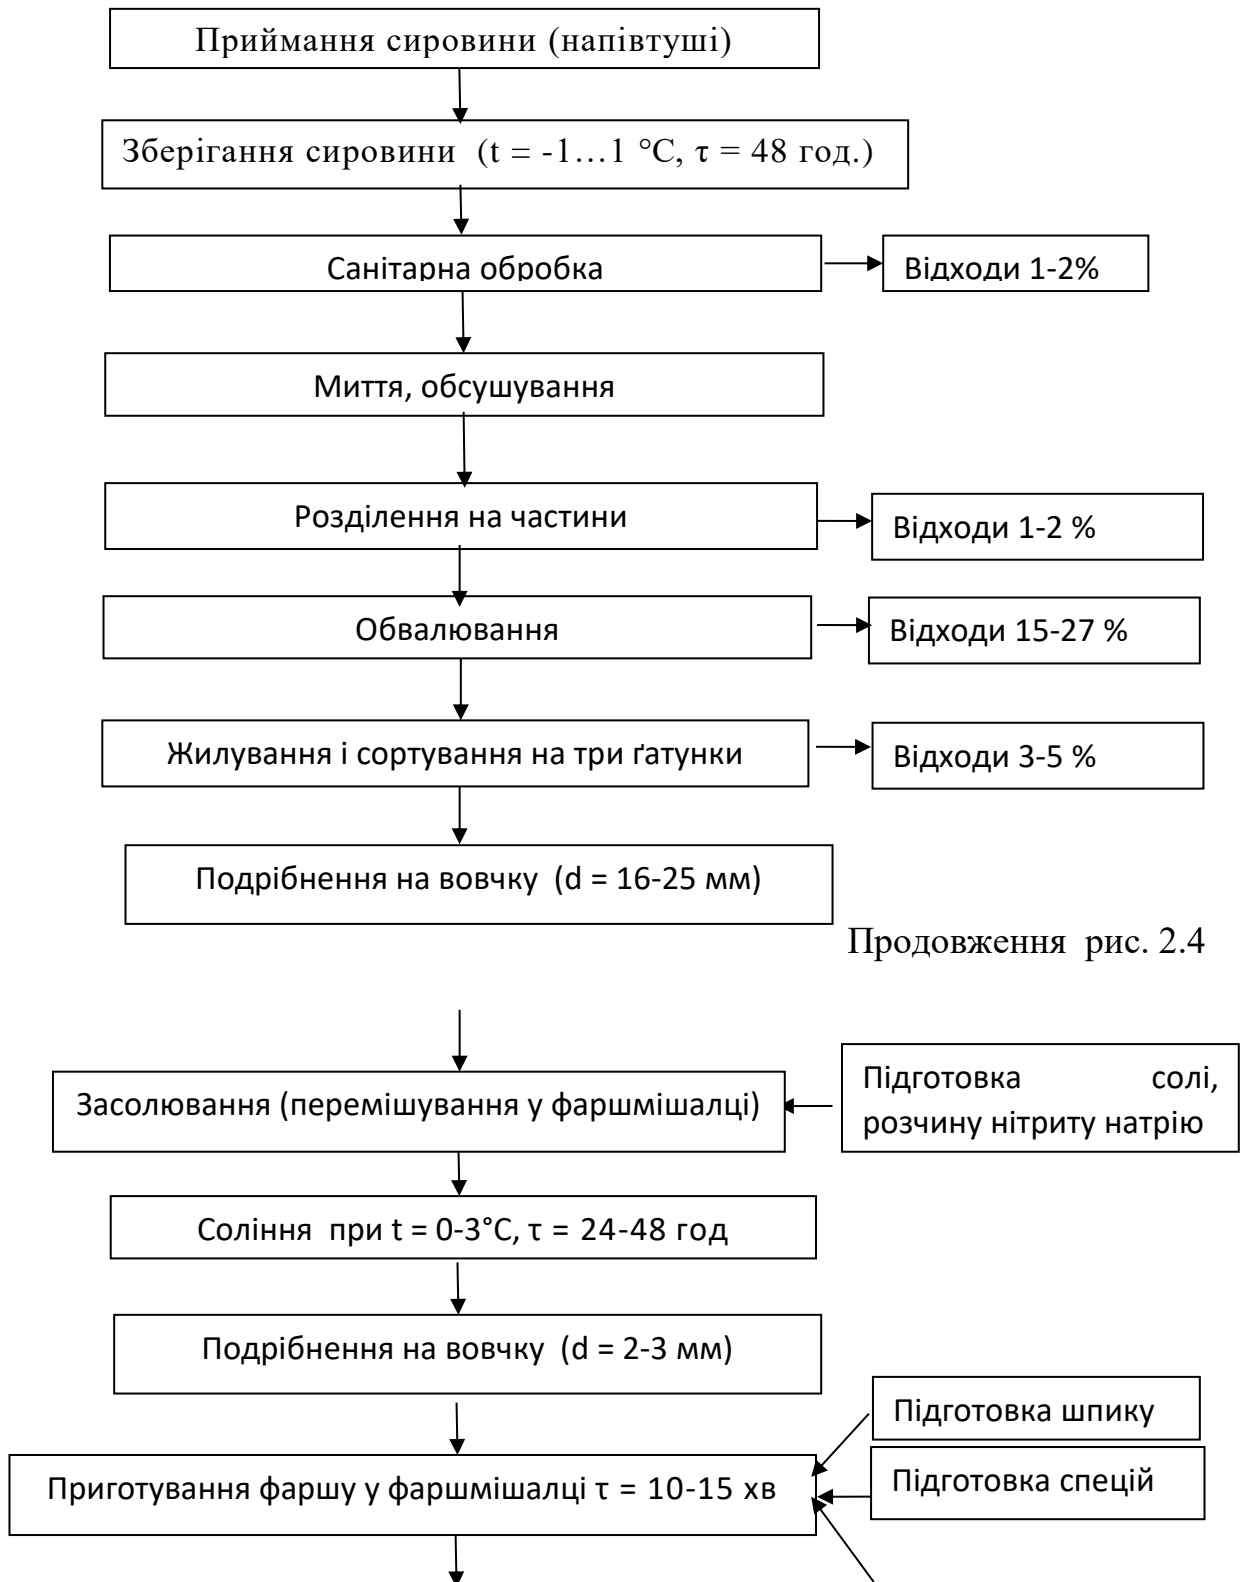 Приймання сировини (напівтуші)
Зберігання сировини (t = -1…1 °С, τ = 48 год.)
Санітарна обробка
Відходи 1-2%
Миття, обсушування
Розділення на частини
Відходи 1-2 %
Обвалювання
Відходи 15-27 %
Жилування і сортування на три ґатунки
Відходи 3-5 %
Подрібнення на вовчку (d = 16-25 мм)
Продовження рис. 2.4
Засолювання (перемішування у фаршмішалці)
Підготовка солі,
розчину нітриту натрію
Соління при t = 0-3°С, τ = 24-48 год
Подрібнення на вовчку (d = 2-3 мм)
Підготовка шпику
Приготування фаршу у фаршмішалці τ = 10-15 хв
Підготовка спецій